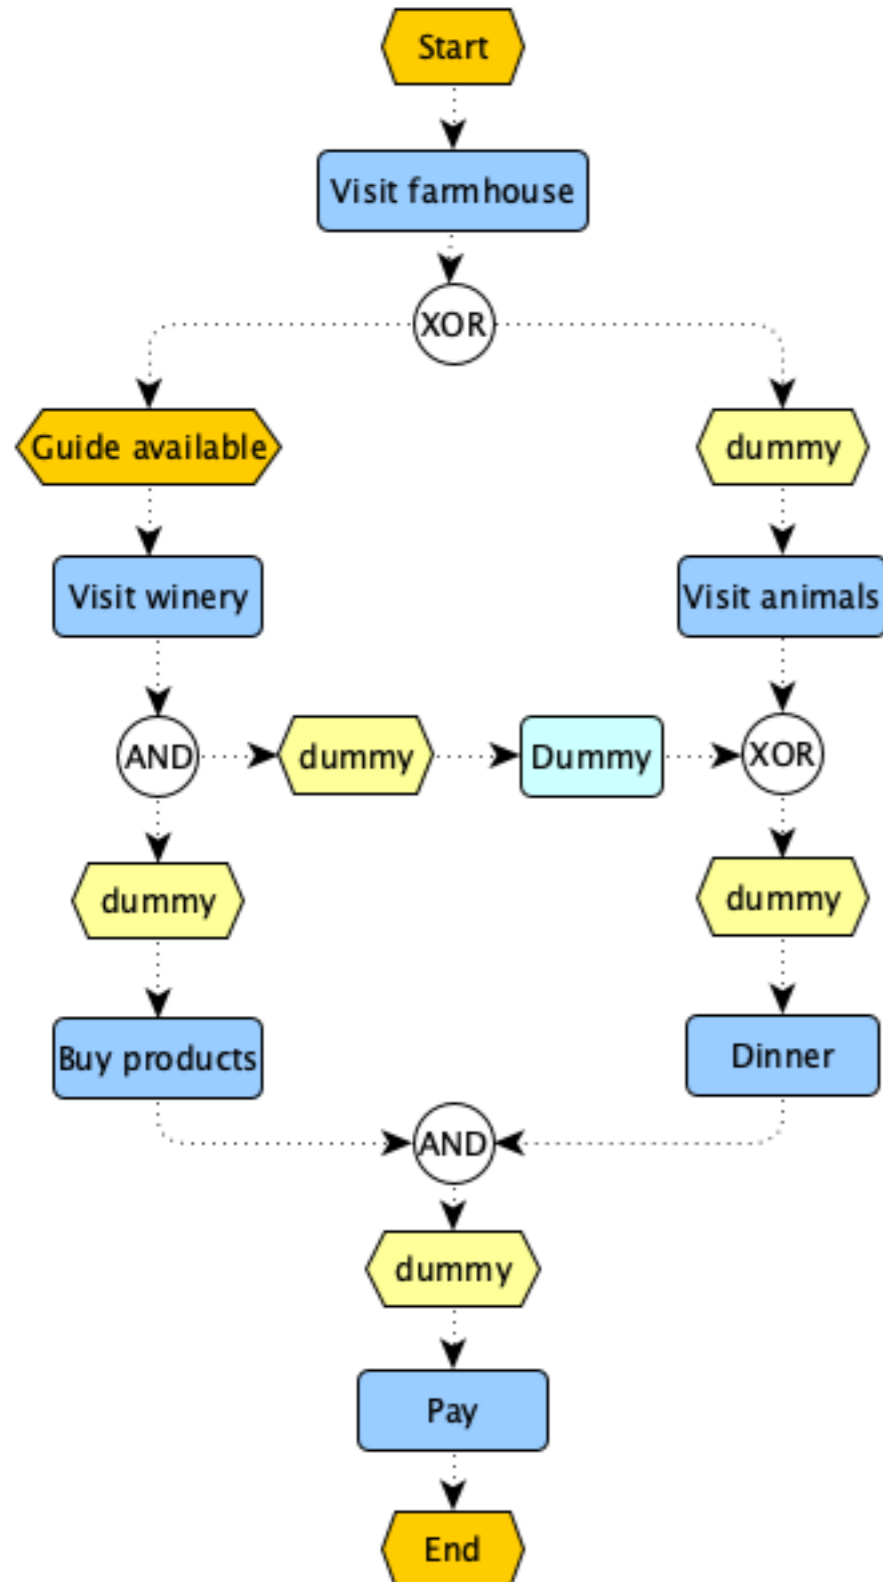 Start
Visit farmhouse
XOR
Guide available
dummy
Visit winery
Visit animals
AND
dummy
Dummy
XOR
dummy
dummy
Buy products
Dinner
AND
dummy
Pay
End